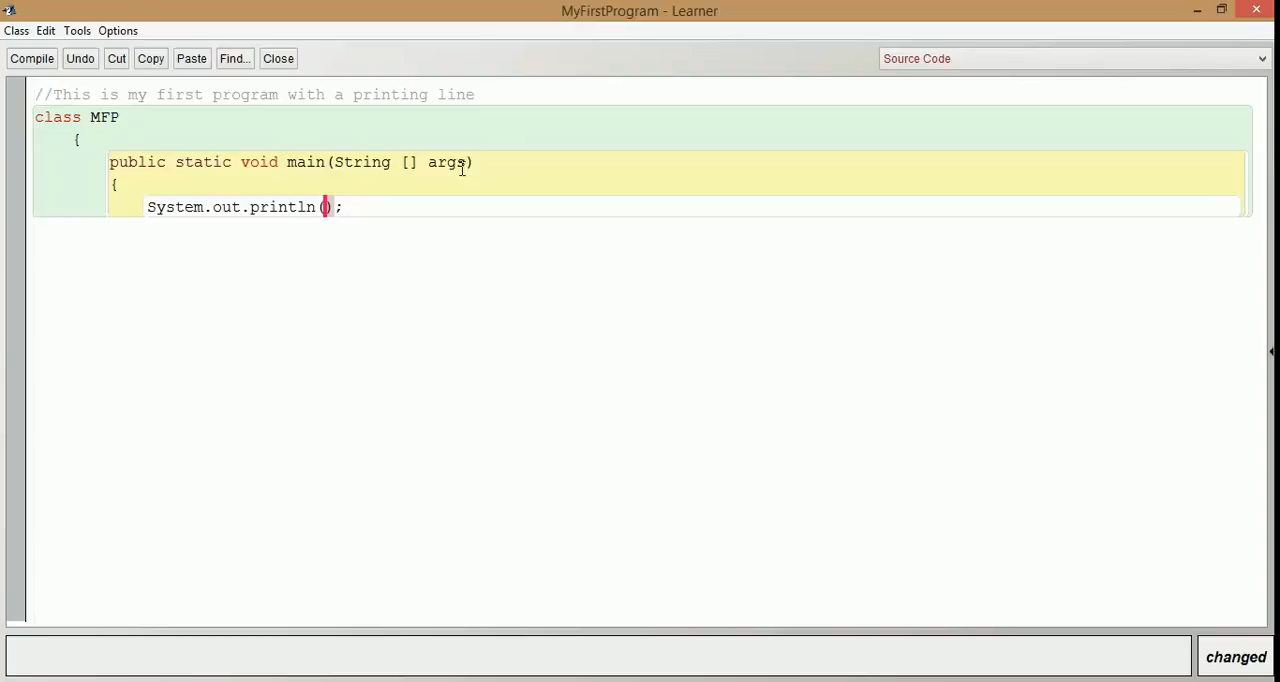 MyFirstProgram - Learner
Class Edit Tools Options
Compile Undo Cut Copy Paste Find... Close Source Code
//This is my first program with a printing line
class MFP
{
public static void main(String [] args)
{
System.out.println();
changed